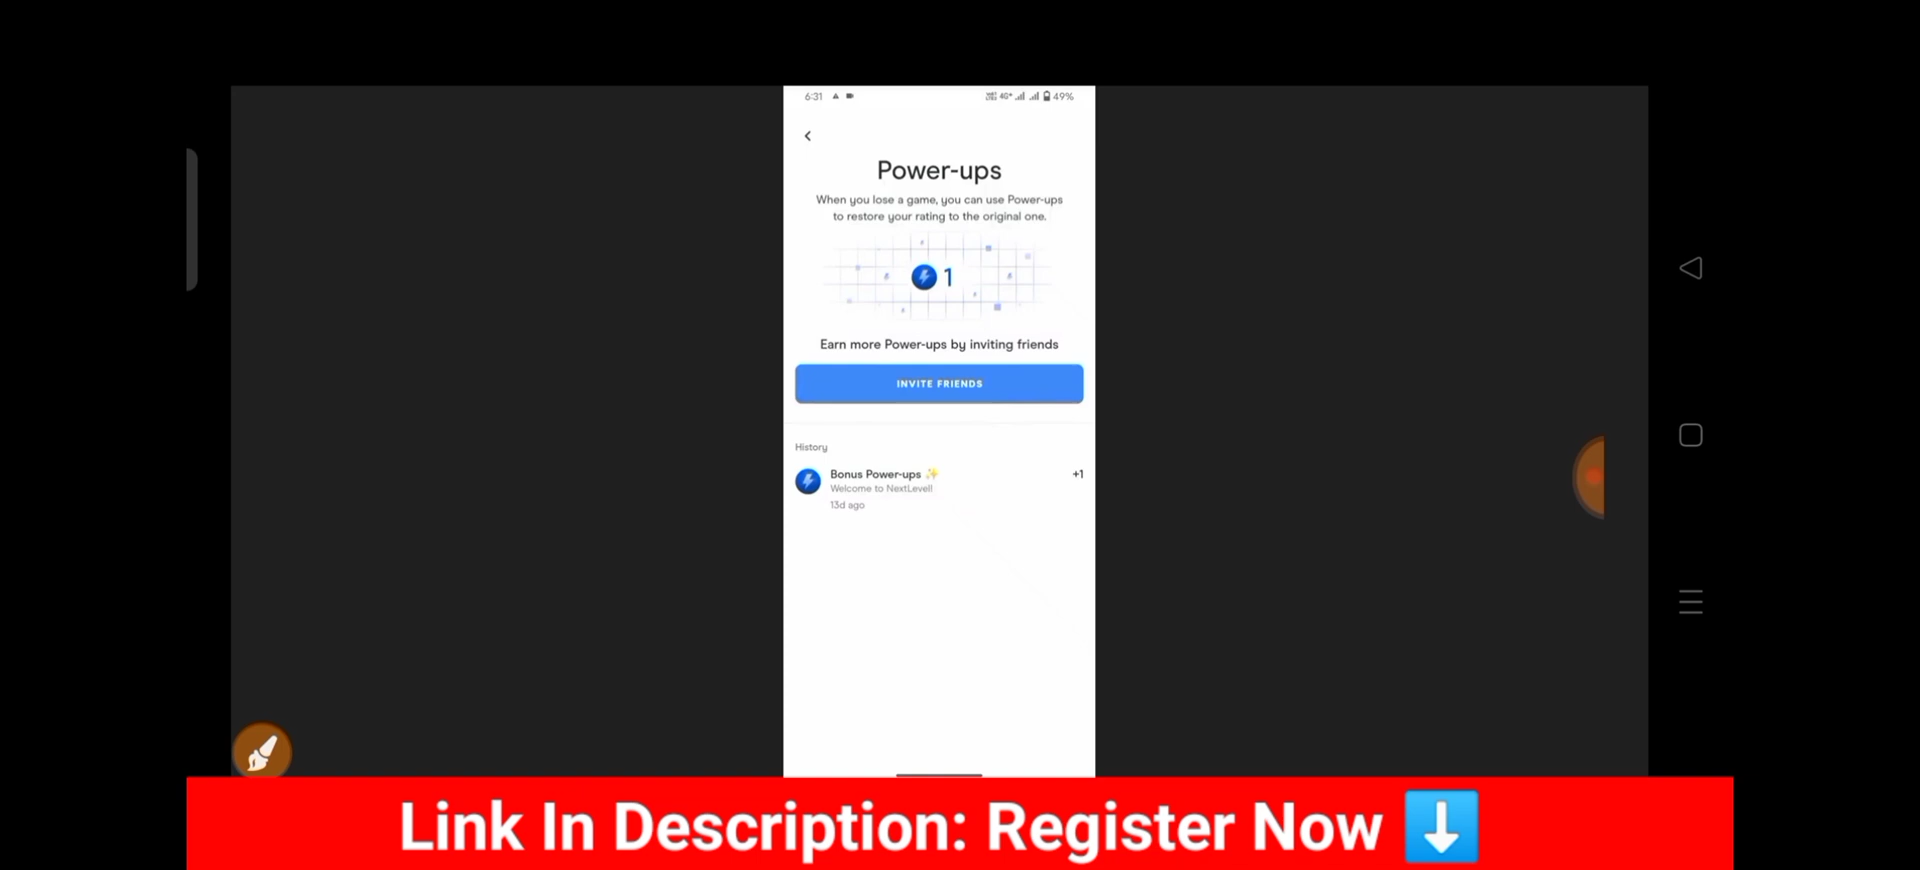 6:31
4G+ 49%
Power-ups
When you lose a game, you can use Power-ups
to restore your rating to the original one.
1
Earn more Power-ups by inviting friends
INVITE FRIENDS
History
Bonus Power-ups ✨ +1
Welcome to NextLevel!
13d ago
Link In Description: Register Now ⬇️